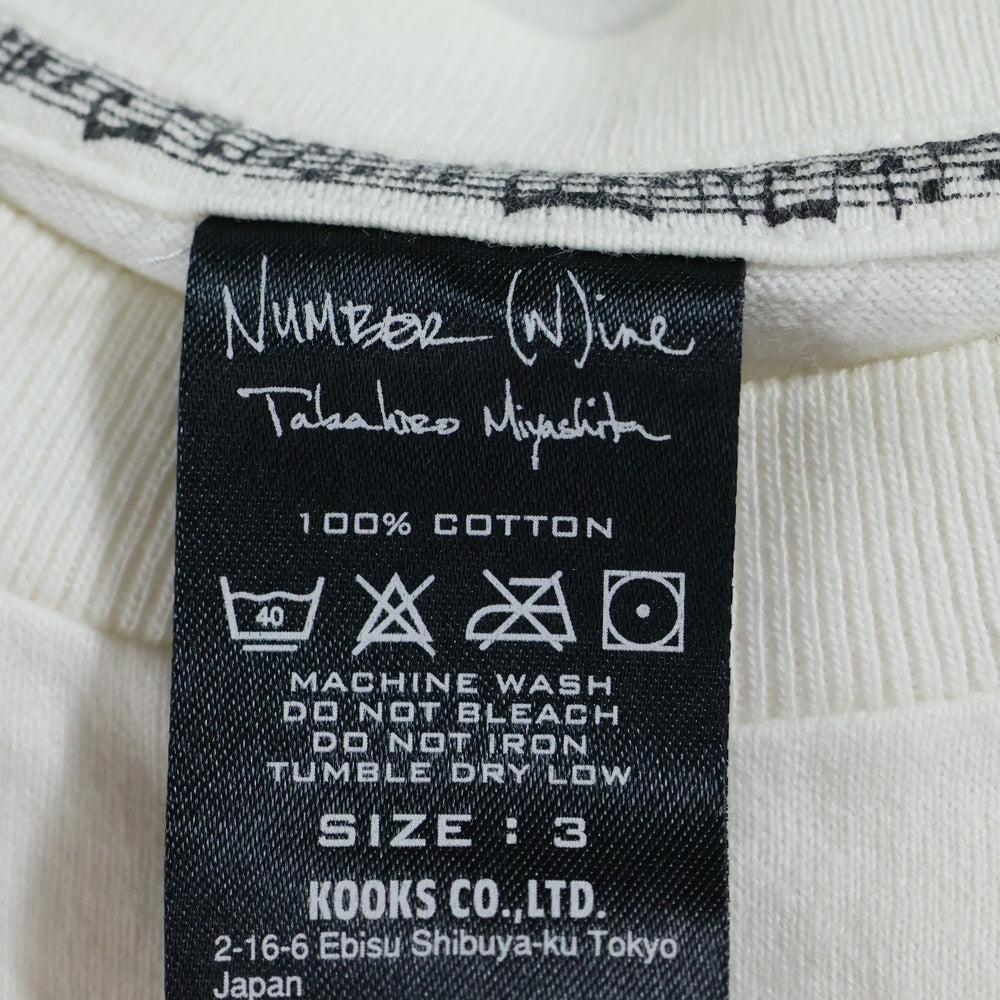 NUMBER (N)ine
Takahiro Miyashita
100% COTTON
40
MACHINE WASH
DO NOT BLEACH
DO NOT IRON
TUMBLE DRY LOW
SIZE : 3
KOOKS CO.,LTD.
2-16-6 Ebisu Shibuya-ku Tokyo
Japan